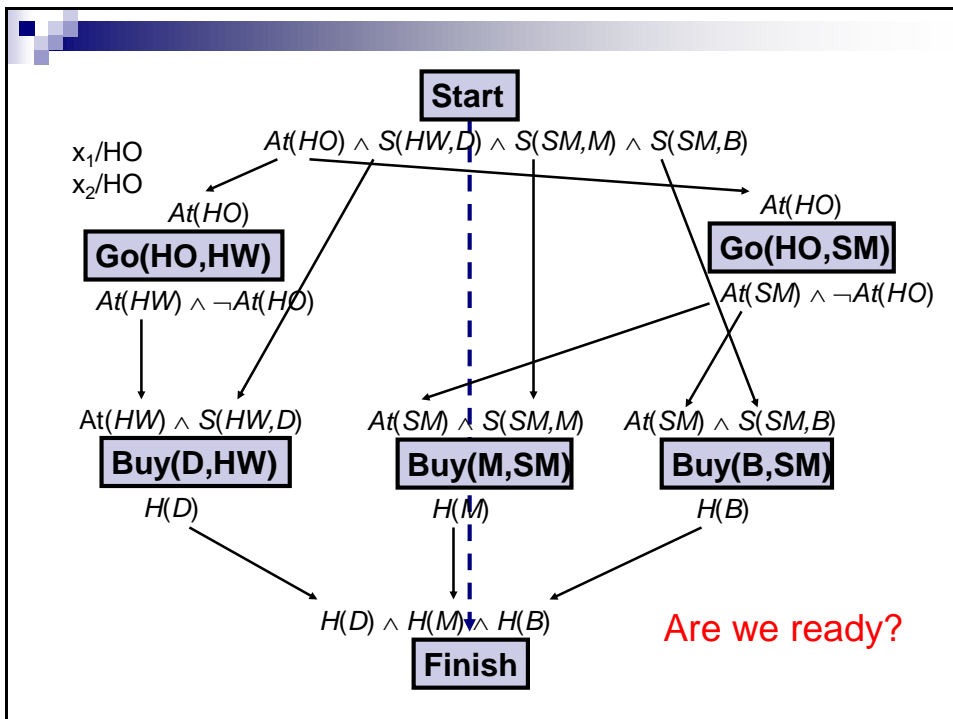 Start
At(HO) ∧ S(HW,D) ∧ S(SM,M) ∧ S(SM,B)
x₁/HO
x₂/HO
At(HO)
At(HO)
Go(HO,HW)
Go(HO,SM)
At(HW) ∧ ¬At(HO)
At(SM) ∧ ¬At(HO)
At(HW) ∧ S(HW,D)
At(SM) ∧ S(SM,M)
At(SM) ∧ S(SM,B)
Buy(D,HW)
Buy(M,SM)
Buy(B,SM)
H(D)
H(M)
H(B)
H(D) ∧ H(M) ∧ H(B)
Are we ready?
Finish